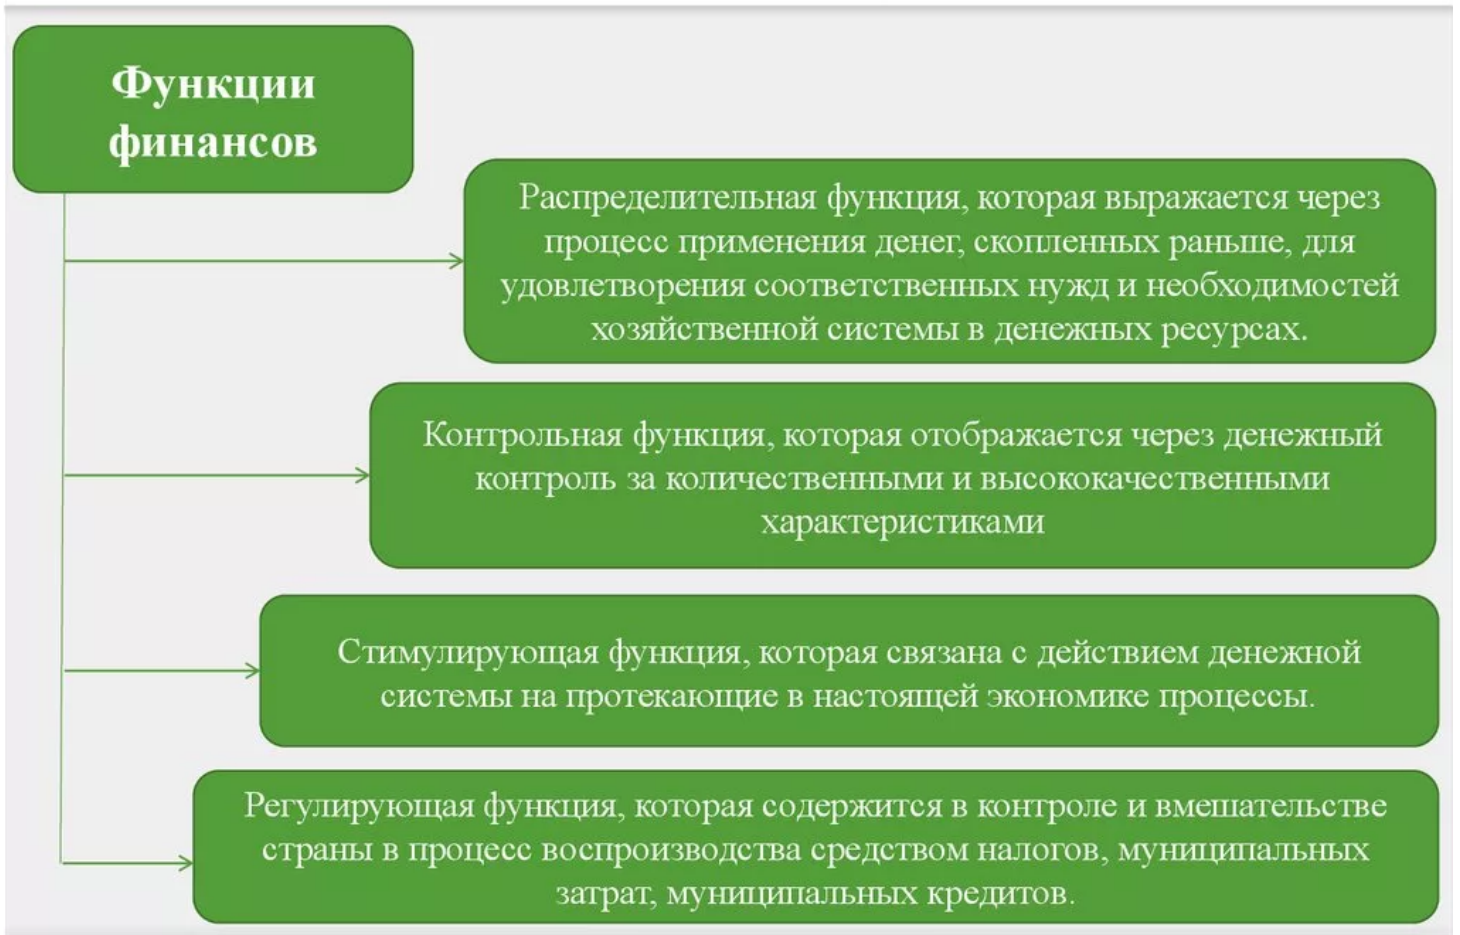 Функции
финансов
Распределительная функция, которая выражается через
процесс применения денег, скопленных раньше, для
удовлетворения соответственных нужд и необходимостей
хозяйственной системы в денежных ресурсах.
Контрольная функция, которая отображается через денежный
контроль за количественными и высококачественными
характеристиками
Стимулирующая функция, которая связана с действием денежной
системы на протекающие в настоящей экономике процессы.
Регулирующая функция, которая содержится в контроле и вмешательстве
страны в процесс воспроизводства средством налогов, муниципальных
затрат, муниципальных кредитов.